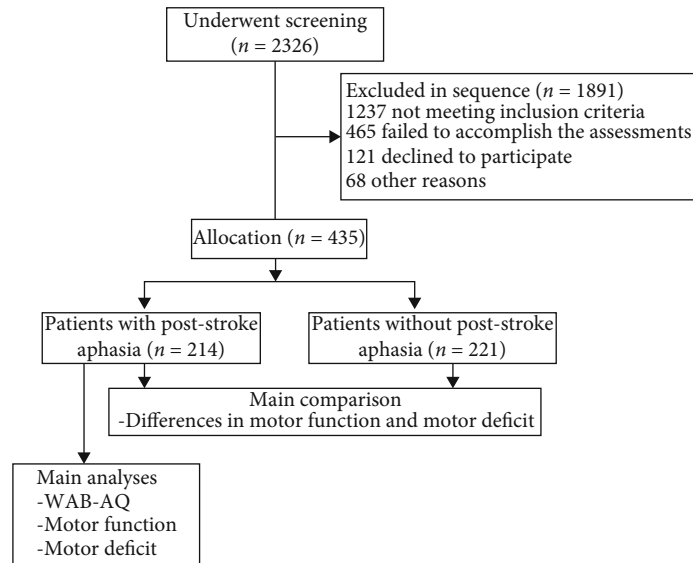 Underwent screening
(n = 2326)
Excluded in sequence (n = 1891)
1237 not meeting inclusion criteria
465 failed to accomplish the assessments
121 declined to participate
68 other reasons
Allocation (n = 435)
Patients with post-stroke
aphasia (n = 214)
Patients without post-stroke
aphasia (n = 221)
Main comparison
-Differences in motor function and motor deficit
Main analyses
-WAB-AQ
-Motor function
-Motor deficit